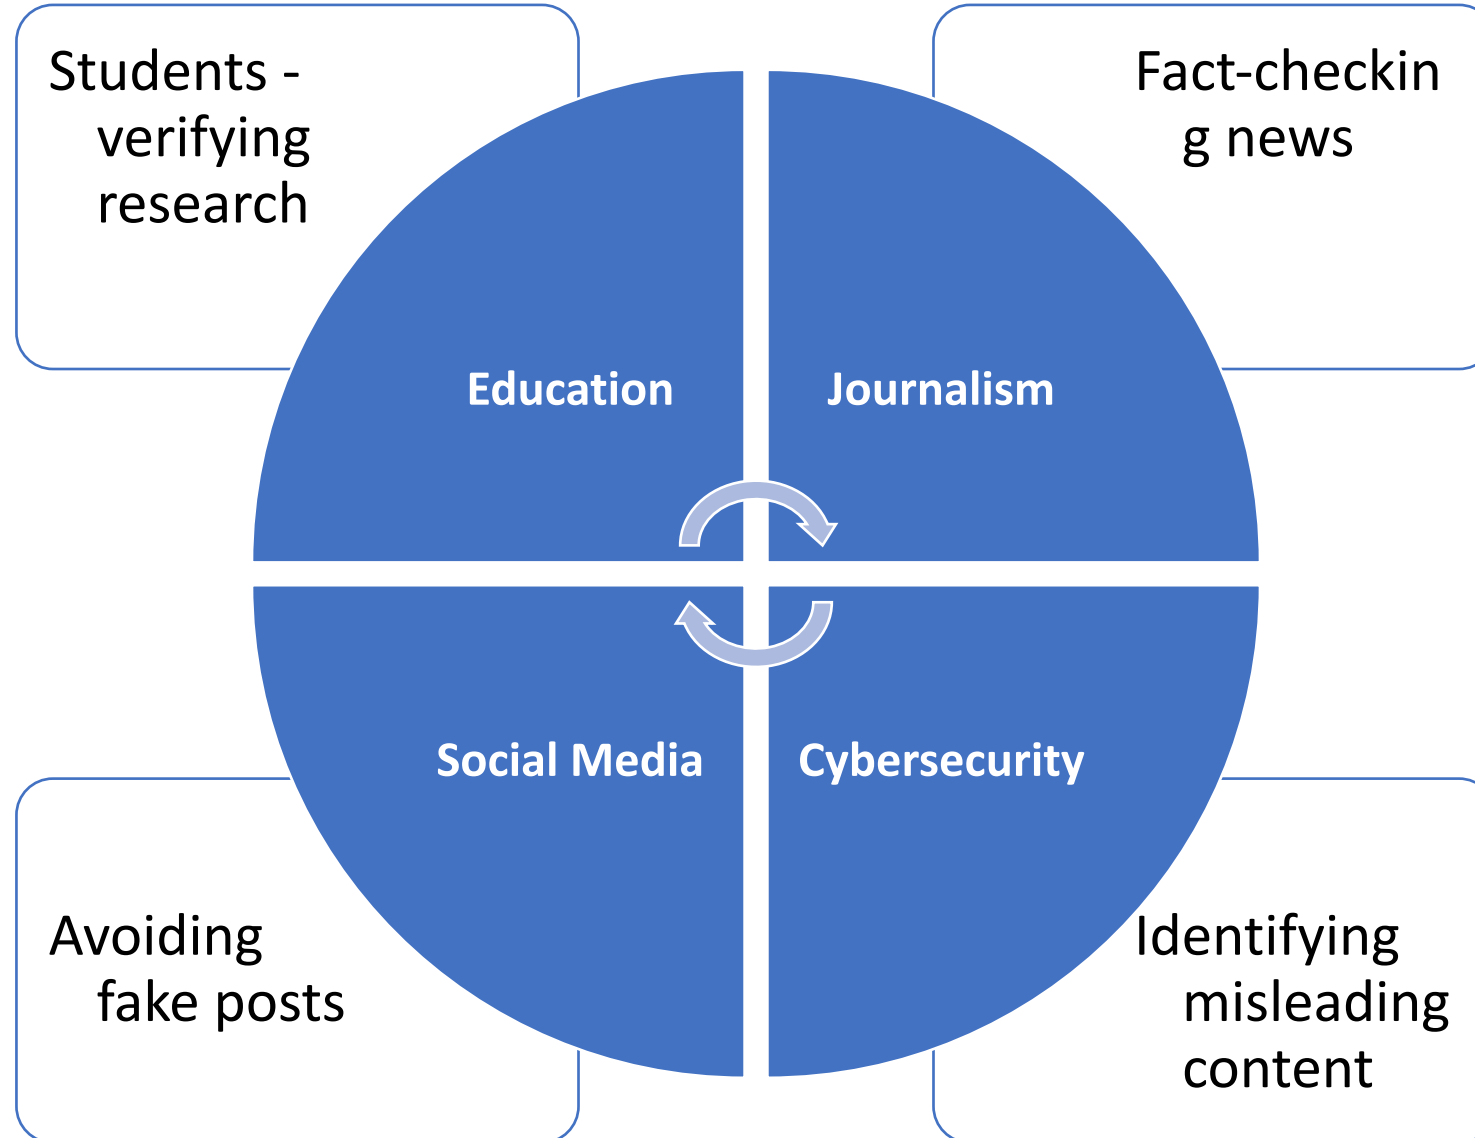 Students -
verifying
research
Fact-checkin
g news
Education
Journalism
Social Media
Cybersecurity
Avoiding
fake posts
Identifying
misleading
content